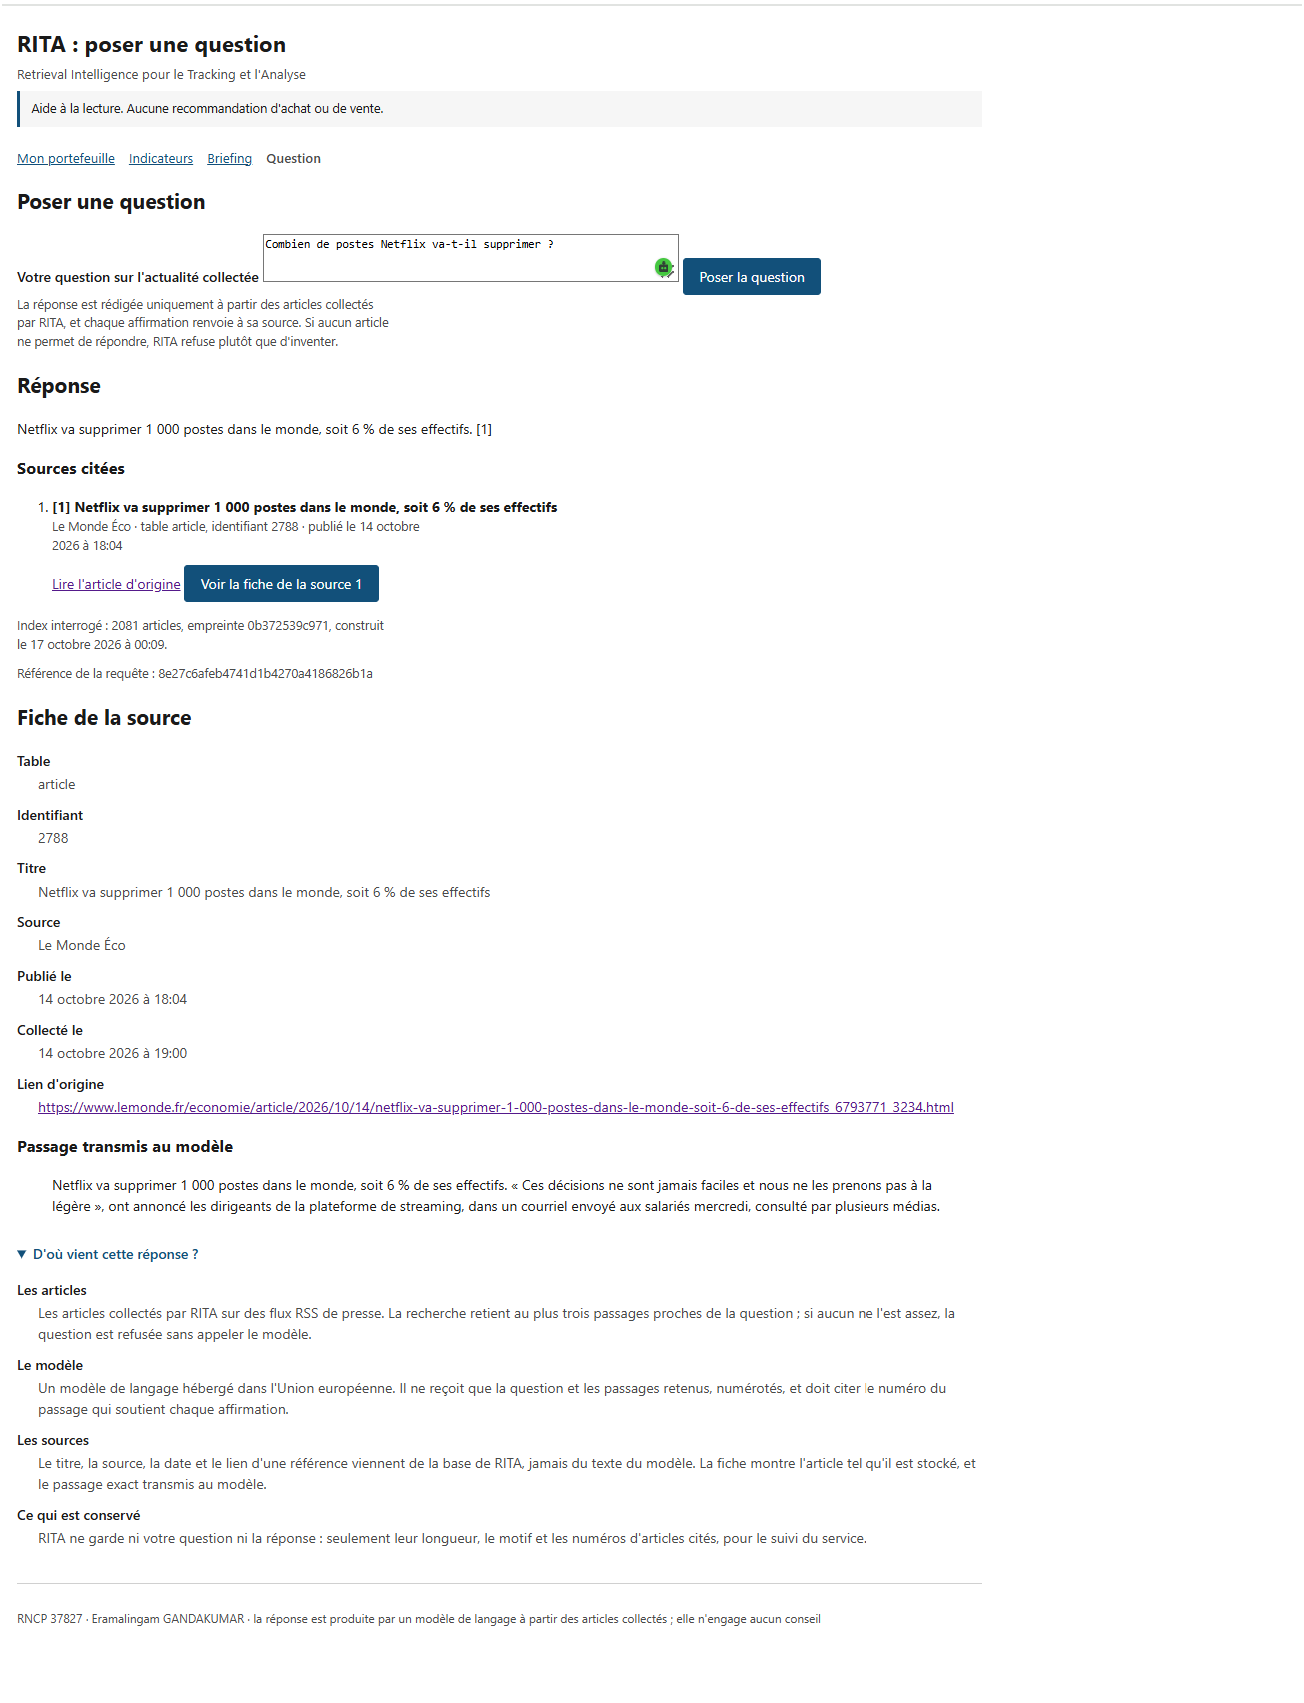 RITA : poser une question
Retrieval Intelligence pour le Tracking et l'Analyse
Aide à la lecture. Aucune recommandation d'achat ou de vente.
Mon portefeuille Indicateurs Briefing Question
Poser une question
Combien de postes Netflix va-t-il supprimer ?
Votre question sur l'actualité collectée
Poser la question
La réponse est rédigée uniquement à partir des articles collectés
par RITA, et chaque affirmation renvoie à sa source. Si aucun article
ne permet de répondre, RITA refuse plutôt que d'inventer.
Réponse
Netflix va supprimer 1 000 postes dans le monde, soit 6 % de ses effectifs. [1]
Sources citées
1. [1] Netflix va supprimer 1 000 postes dans le monde, soit 6 % de ses effectifs
Le Monde Éco · table article, identifiant 2788 · publié le 14 octobre
2026 à 18:04
Lire l'article d'origine Voir la fiche de la source 1
Index interrogé : 2081 articles, empreinte 0b372539c971, construit
le 17 octobre 2026 à 00:09.
Référence de la requête : 8e27c6afeb4741d1b4270a4186826b1a
Fiche de la source
Table
article
Identifiant
2788
Titre
Netflix va supprimer 1 000 postes dans le monde, soit 6 % de ses effectifs
Source
Le Monde Éco
Publié le
14 octobre 2026 à 18:04
Collecté le
14 octobre 2026 à 19:00
Lien d'origine
https://www.lemonde.fr/economie/article/2026/10/14/netflix-va-supprimer-1-000-postes-dans-le-monde-soit-6-de-ses-effectifs_6793771_3234.html
Passage transmis au modèle
Netflix va supprimer 1 000 postes dans le monde, soit 6 % de ses effectifs. « Ces décisions ne sont jamais faciles et nous ne les prenons pas à la
légère », ont annoncé les dirigeants de la plateforme de streaming, dans un courriel envoyé aux salariés mercredi, consulté par plusieurs médias.
▼ D'où vient cette réponse ?
Les articles
Les articles collectés par RITA sur des flux RSS de presse. La recherche retient au plus trois passages proches de la question ; si aucun ne l'est assez, la
question est refusée sans appeler le modèle.
Le modèle
Un modèle de langage hébergé dans l'Union européenne. Il ne reçoit que la question et les passages retenus, numérotés, et doit citer le numéro du
passage qui soutient chaque affirmation.
Les sources
Le titre, la source, la date et le lien d'une référence viennent de la base de RITA, jamais du texte du modèle. La fiche montre l'article tel qu'il est stocké, et
le passage exact transmis au modèle.
Ce qui est conservé
RITA ne garde ni votre question ni la réponse : seulement leur longueur, le motif et les numéros d'articles cités, pour le suivi du service.
RNCP 37827 · Eramalingam GANDAKUMAR · la réponse est produite par un modèle de langage à partir des articles collectés ; elle n'engage aucun conseil